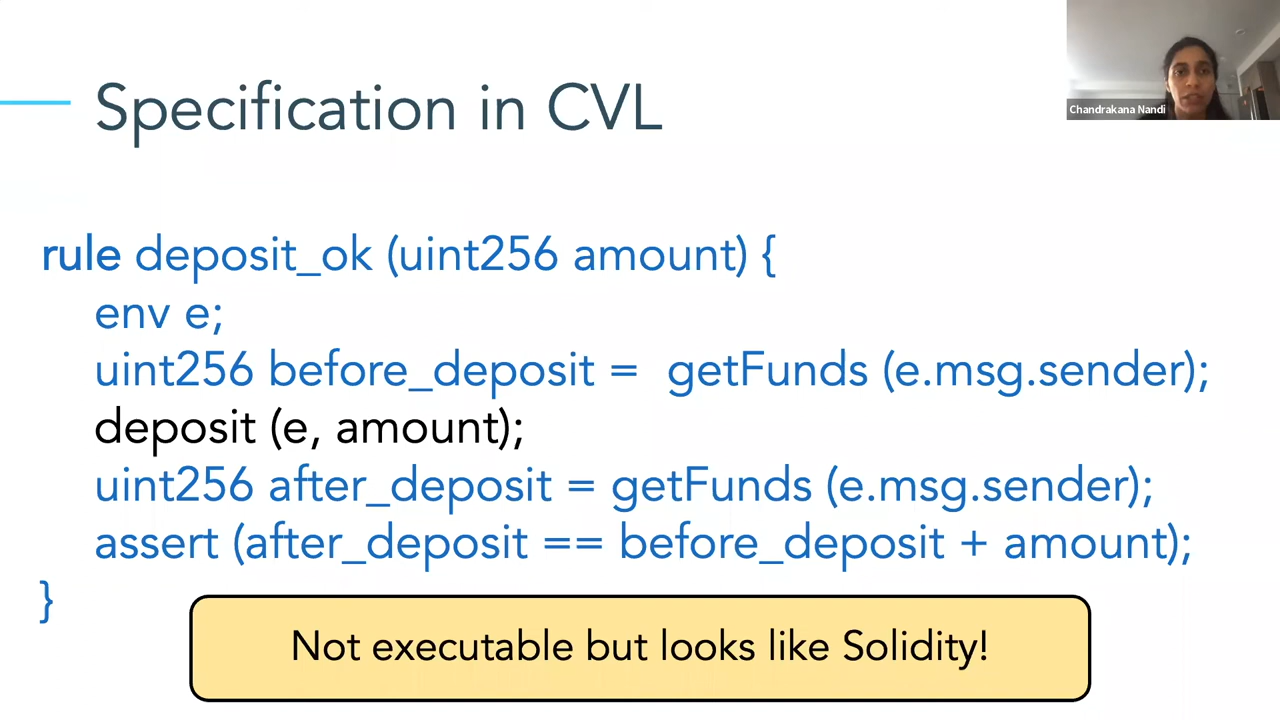 Specification in CVL
Chandrakana Nandi
rule deposit_ok (uint256 amount) {
env e;
uint256 before_deposit = getFunds (e.msg.sender);
deposit (e, amount);
uint256 after_deposit = getFunds (e.msg.sender);
assert (after_deposit == before_deposit + amount);
}
Not executable but looks like Solidity!